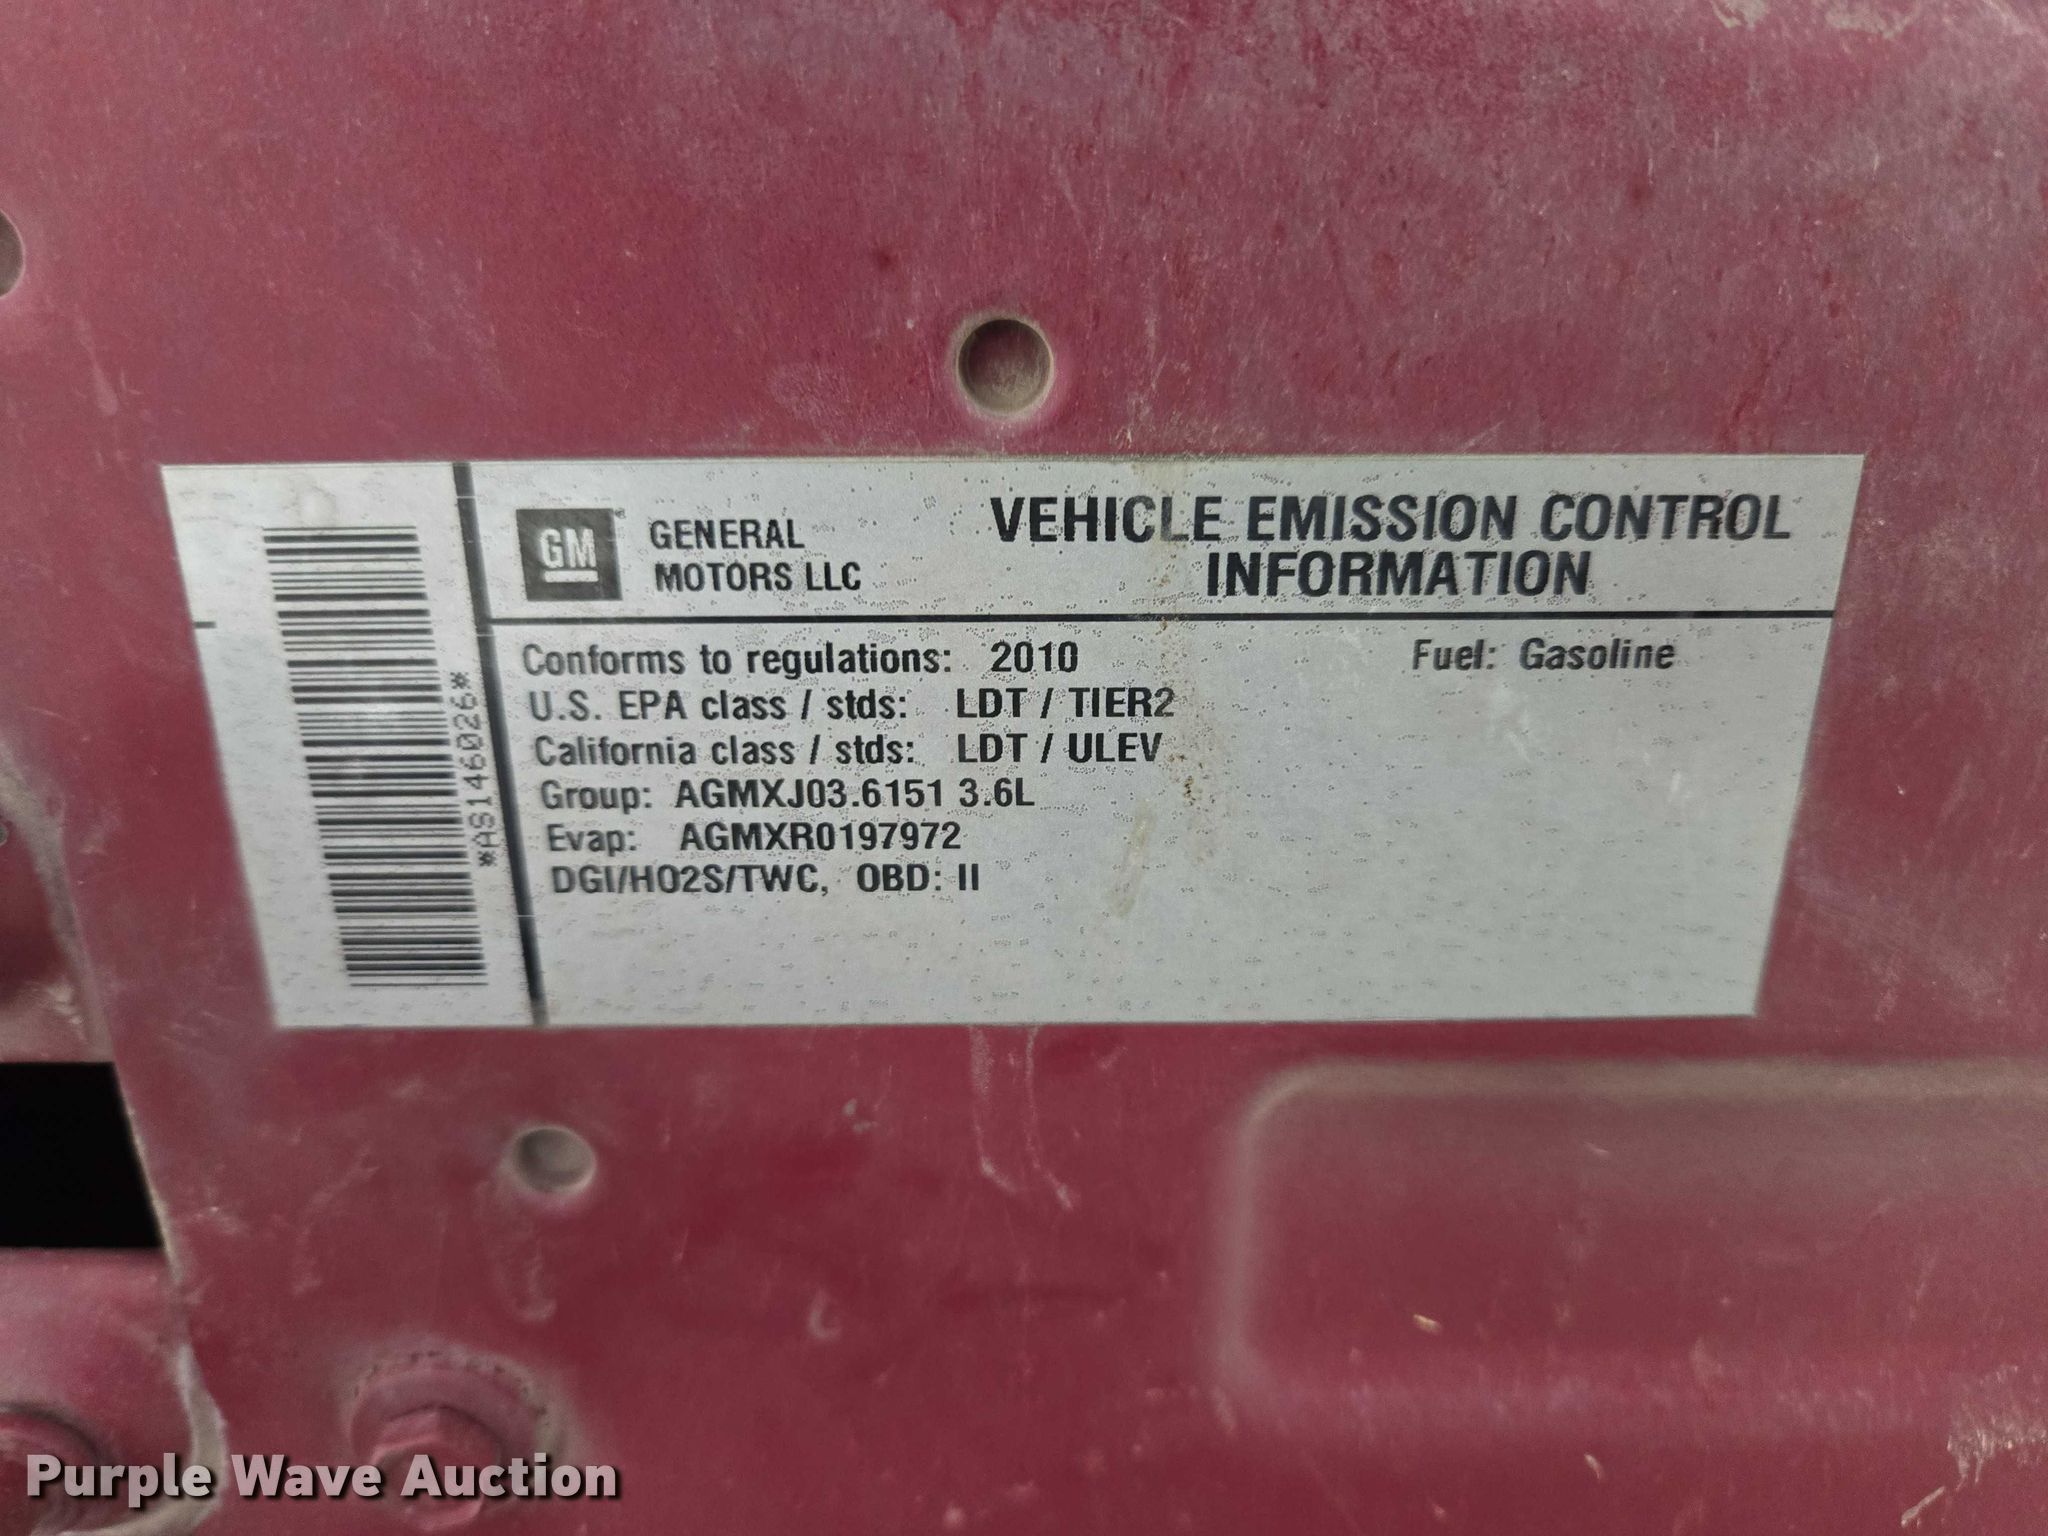 *AS146026*
GM GENERAL
MOTORS LLC
VEHICLE EMISSION CONTROL
INFORMATION
Conforms to regulations: 2010 Fuel: Gasoline
U.S. EPA class / stds: LDT / TIER2
California class / stds: LDT / ULEV
Group: AGMXJ03.6151 3.6L
Evap: AGMXR0197972
DGI/HO2S/TWC, OBD: II
Purple Wave Auction